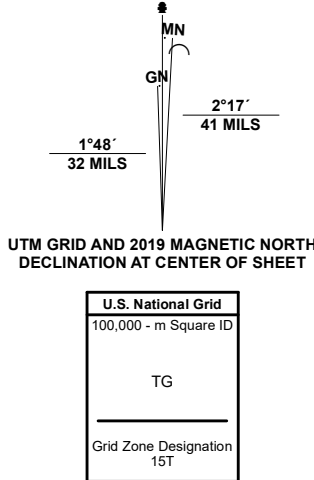 MN
GN
2°17´
41 MILS
1°48´
32 MILS
UTM GRID AND 2019 MAGNETIC NORTH
DECLINATION AT CENTER OF SHEET
U.S. National Grid
100,000 - m Square ID
TG
Grid Zone Designation
15T